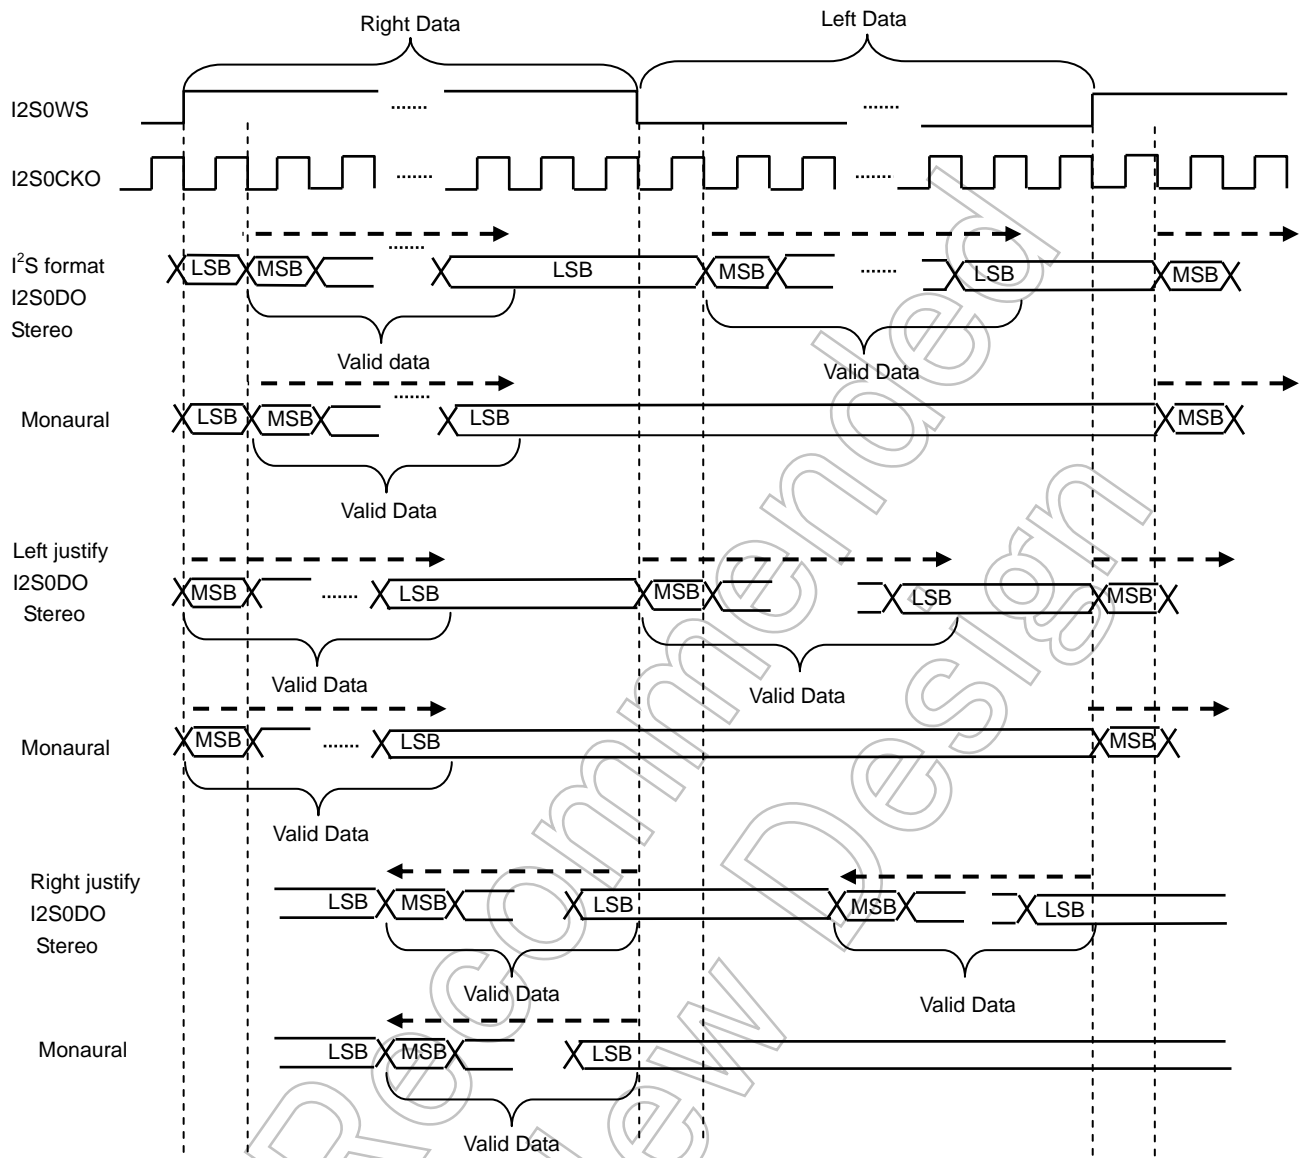 Right Data
Left Data
I2S0WS
.......
.......
I2S0CKO
.......
.......
I²S format
I2S0DO
Stereo
LSB
MSB
.......
LSB
MSB
.......
LSB
MSB
Valid data
Valid Data
Monaural
LSB
MSB
.......
LSB
MSB
Valid Data
Left justify
I2S0DO
Stereo
MSB
.......
LSB
MSB
LSB
MSB
Valid Data
Valid Data
Monaural
MSB
.......
LSB
MSB
Valid Data
Right justify
I2S0DO
Stereo
LSB
MSB
LSB
MSB
LSB
Valid Data
Valid Data
Monaural
LSB
MSB
LSB
Valid Data
Recommended
Design